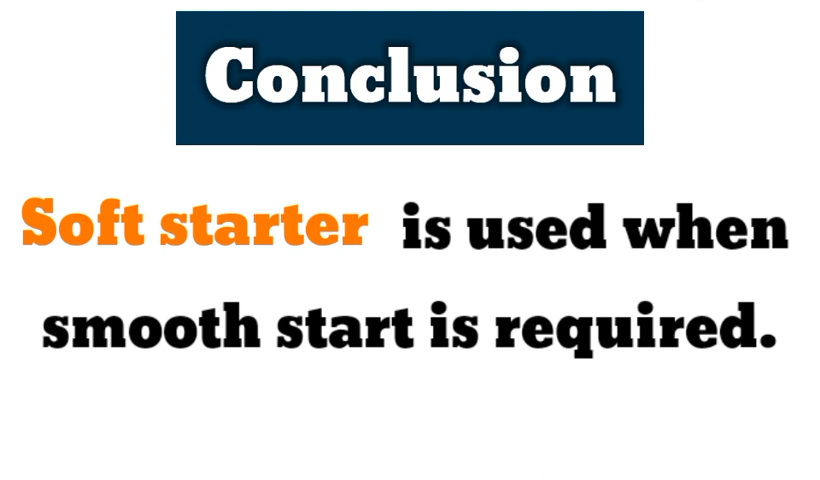 Conclusion
Soft starter is used when
smooth start is required.